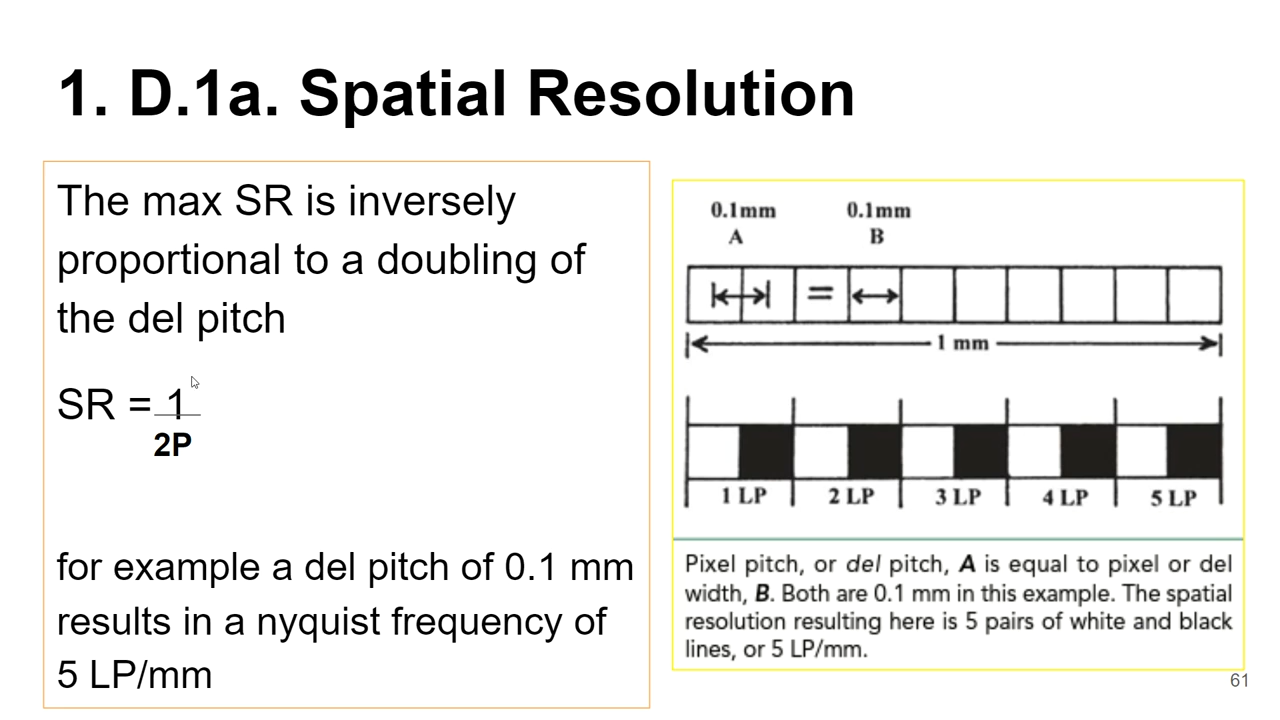 1. D.1a. Spatial Resolution
The max SR is inversely
proportional to a doubling of
the del pitch
SR = 1
2P
for example a del pitch of 0.1 mm
results in a nyquist frequency of
5 LP/mm
0.1mm 0.1mm
A B
=
1 mm
1 LP 2 LP 3 LP 4 LP 5 LP
Pixel pitch, or del pitch, A is equal to pixel or del
width, B. Both are 0.1 mm in this example. The spatial
resolution resulting here is 5 pairs of white and black
lines, or 5 LP/mm.
61